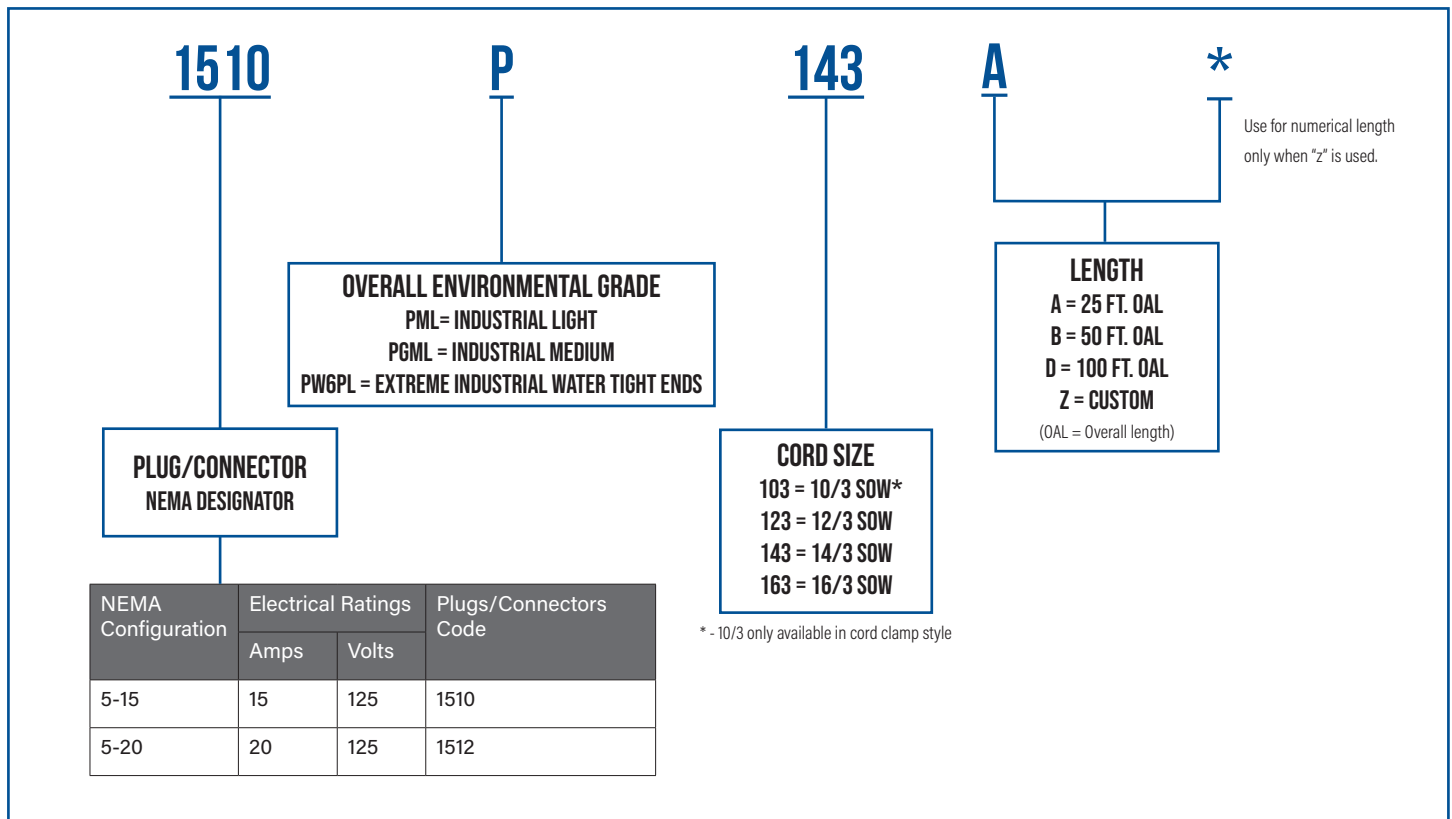 1510 P 143 A *
Use for numerical length
only when "z" is used.
OVERALL ENVIRONMENTAL GRADE
PML= INDUSTRIAL LIGHT
PGML = INDUSTRIAL MEDIUM
PW6PL = EXTREME INDUSTRIAL WATER TIGHT ENDS
LENGTH
A = 25 FT. OAL
B = 50 FT. OAL
D = 100 FT. OAL
Z = CUSTOM
(OAL = Overall length)
PLUG/CONNECTOR
NEMA DESIGNATOR
CORD SIZE
103 = 10/3 SOW*
123 = 12/3 SOW
143 = 14/3 SOW
163 = 16/3 SOW
* - 10/3 only available in cord clamp style
NEMA Electrical Ratings Plugs/Connectors
Configuration Code
Amps Volts
5-15 15 125 1510
5-20 20 125 1512